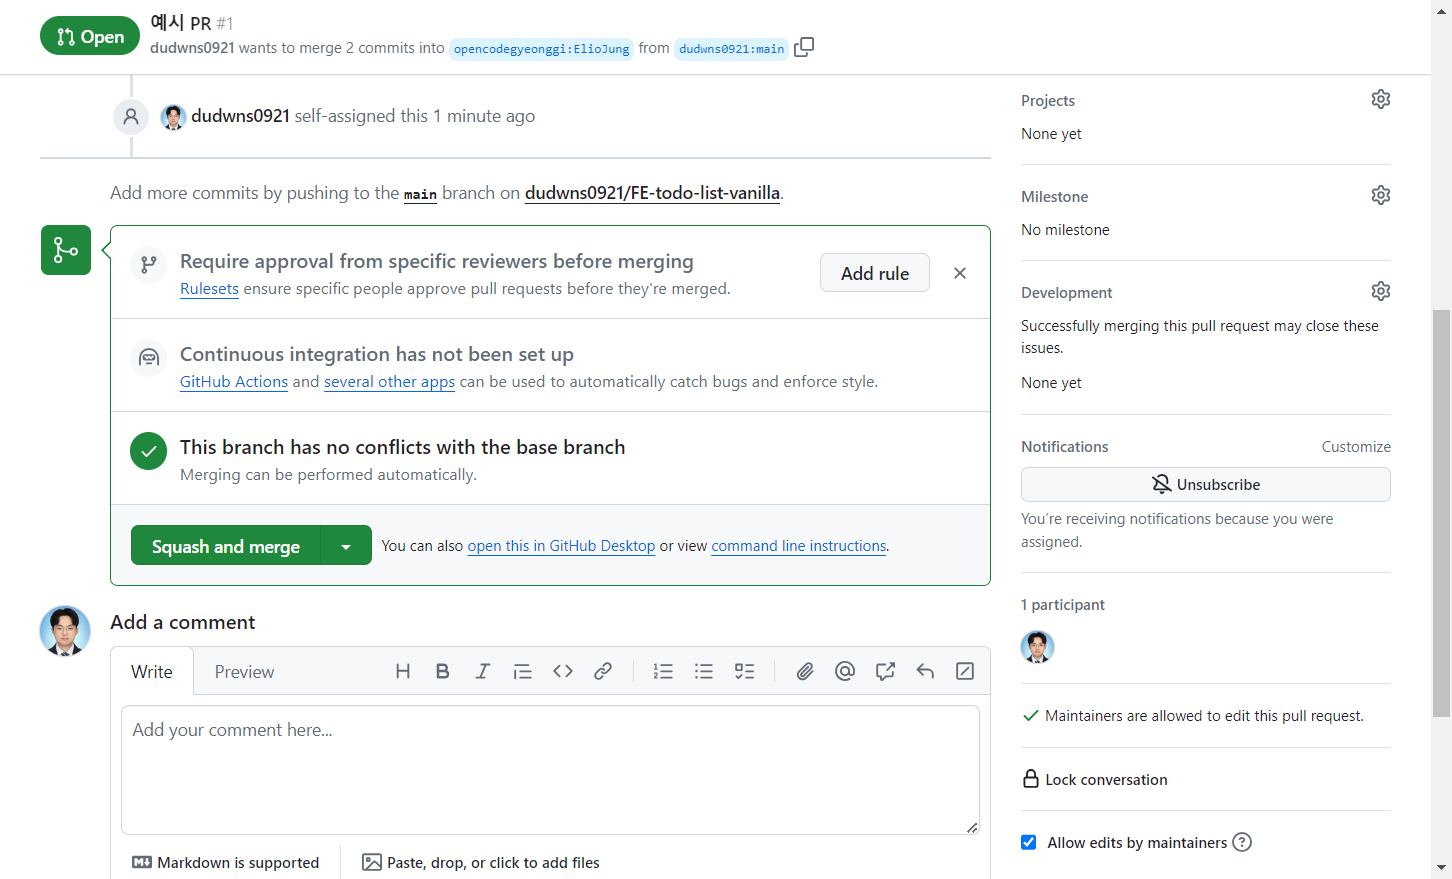 Open
예시 PR #1
dudwns0921 wants to merge 2 commits into opencodegyeonggi:ElioJung from dudwns0921:main
dudwns0921 self-assigned this 1 minute ago
Add more commits by pushing to the main branch on dudwns0921/FE-todo-list-vanilla.
Require approval from specific reviewers before merging
Rulesets ensure specific people approve pull requests before they're merged.
Add rule
Continuous integration has not been set up
GitHub Actions and several other apps can be used to automatically catch bugs and enforce style.
This branch has no conflicts with the base branch
Merging can be performed automatically.
Squash and merge
You can also open this in GitHub Desktop or view command line instructions.
Add a comment
Write
Preview
Add your comment here...
Markdown is supported
Paste, drop, or click to add files
Projects
None yet
Milestone
No milestone
Development
Successfully merging this pull request may close these
issues.
None yet
Notifications
Customize
Unsubscribe
You're receiving notifications because you were
assigned.
1 participant
Maintainers are allowed to edit this pull request.
Lock conversation
Allow edits by maintainers